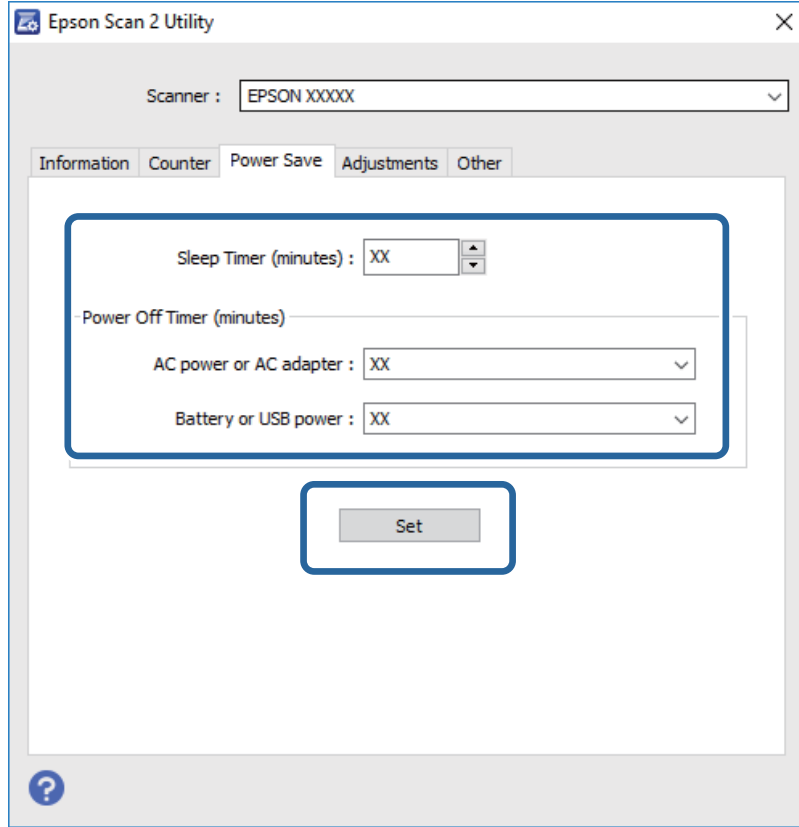 Epson Scan 2 Utility
Scanner : EPSON XXXXX
Information Counter Power Save Adjustments Other
Sleep Timer (minutes) : XX
Power Off Timer (minutes)
AC power or AC adapter : XX
Battery or USB power : XX
Set
?